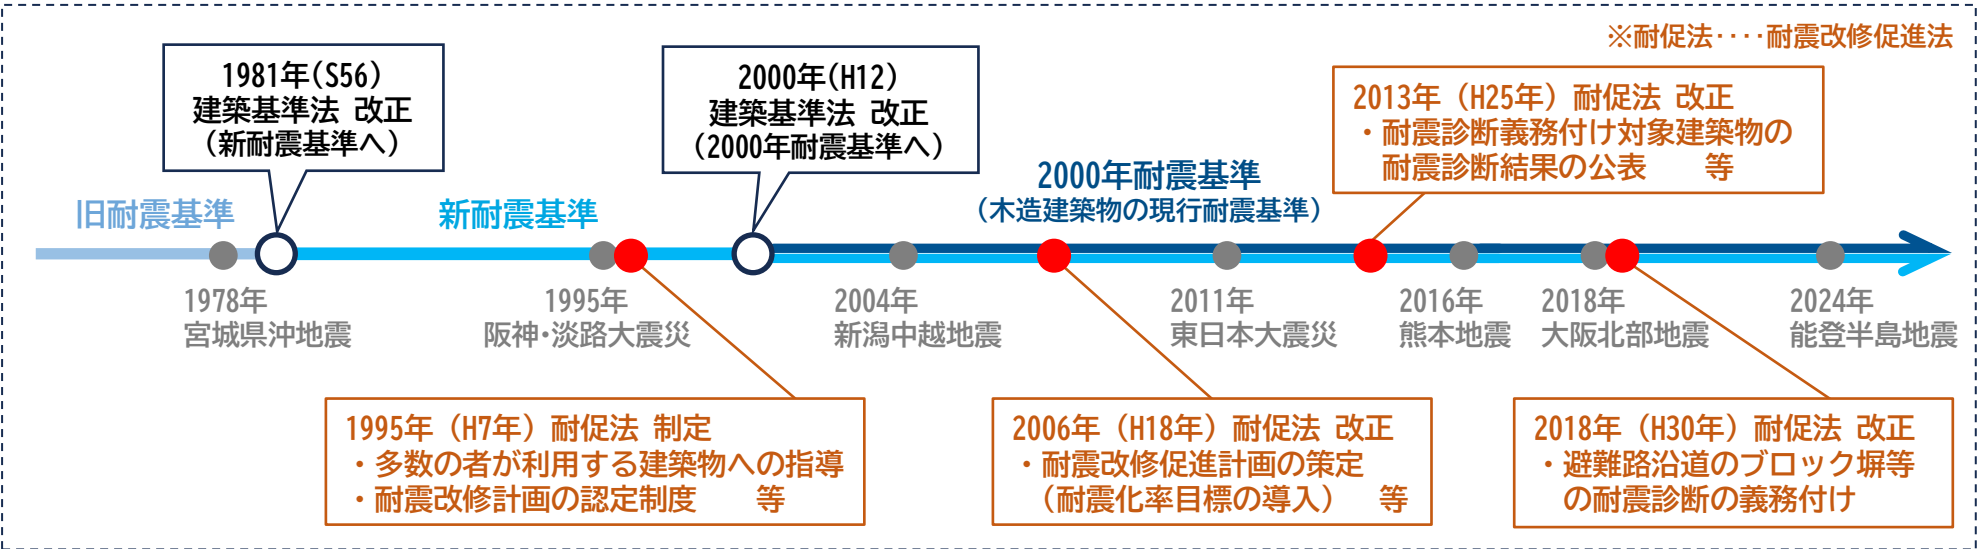 ※耐促法‥‥耐震改修促進法
1981年(S56)
建築基準法 改正
(新耐震基準へ)
2000年(H12)
建築基準法 改正
(2000年耐震基準へ)
2013年（H25年）耐促法 改正
・耐震診断義務付け対象建築物の
耐震診断結果の公表　等
旧耐震基準
新耐震基準
2000年耐震基準
(木造建築物の現行耐震基準)
1978年
宮城県沖地震
1995年
阪神･淡路大震災
2004年
新潟中越地震
2011年
東日本大震災
2016年
熊本地震
2018年
大阪北部地震
2024年
能登半島地震
1995年（H7年）耐促法 制定
・多数の者が利用する建築物への指導
・耐震改修計画の認定制度　等
2006年（H18年）耐促法 改正
・耐震改修促進計画の策定
（耐震化率目標の導入）　等
2018年（H30年）耐促法 改正
・避難路沿道のブロック塀等
の耐震診断の義務付け